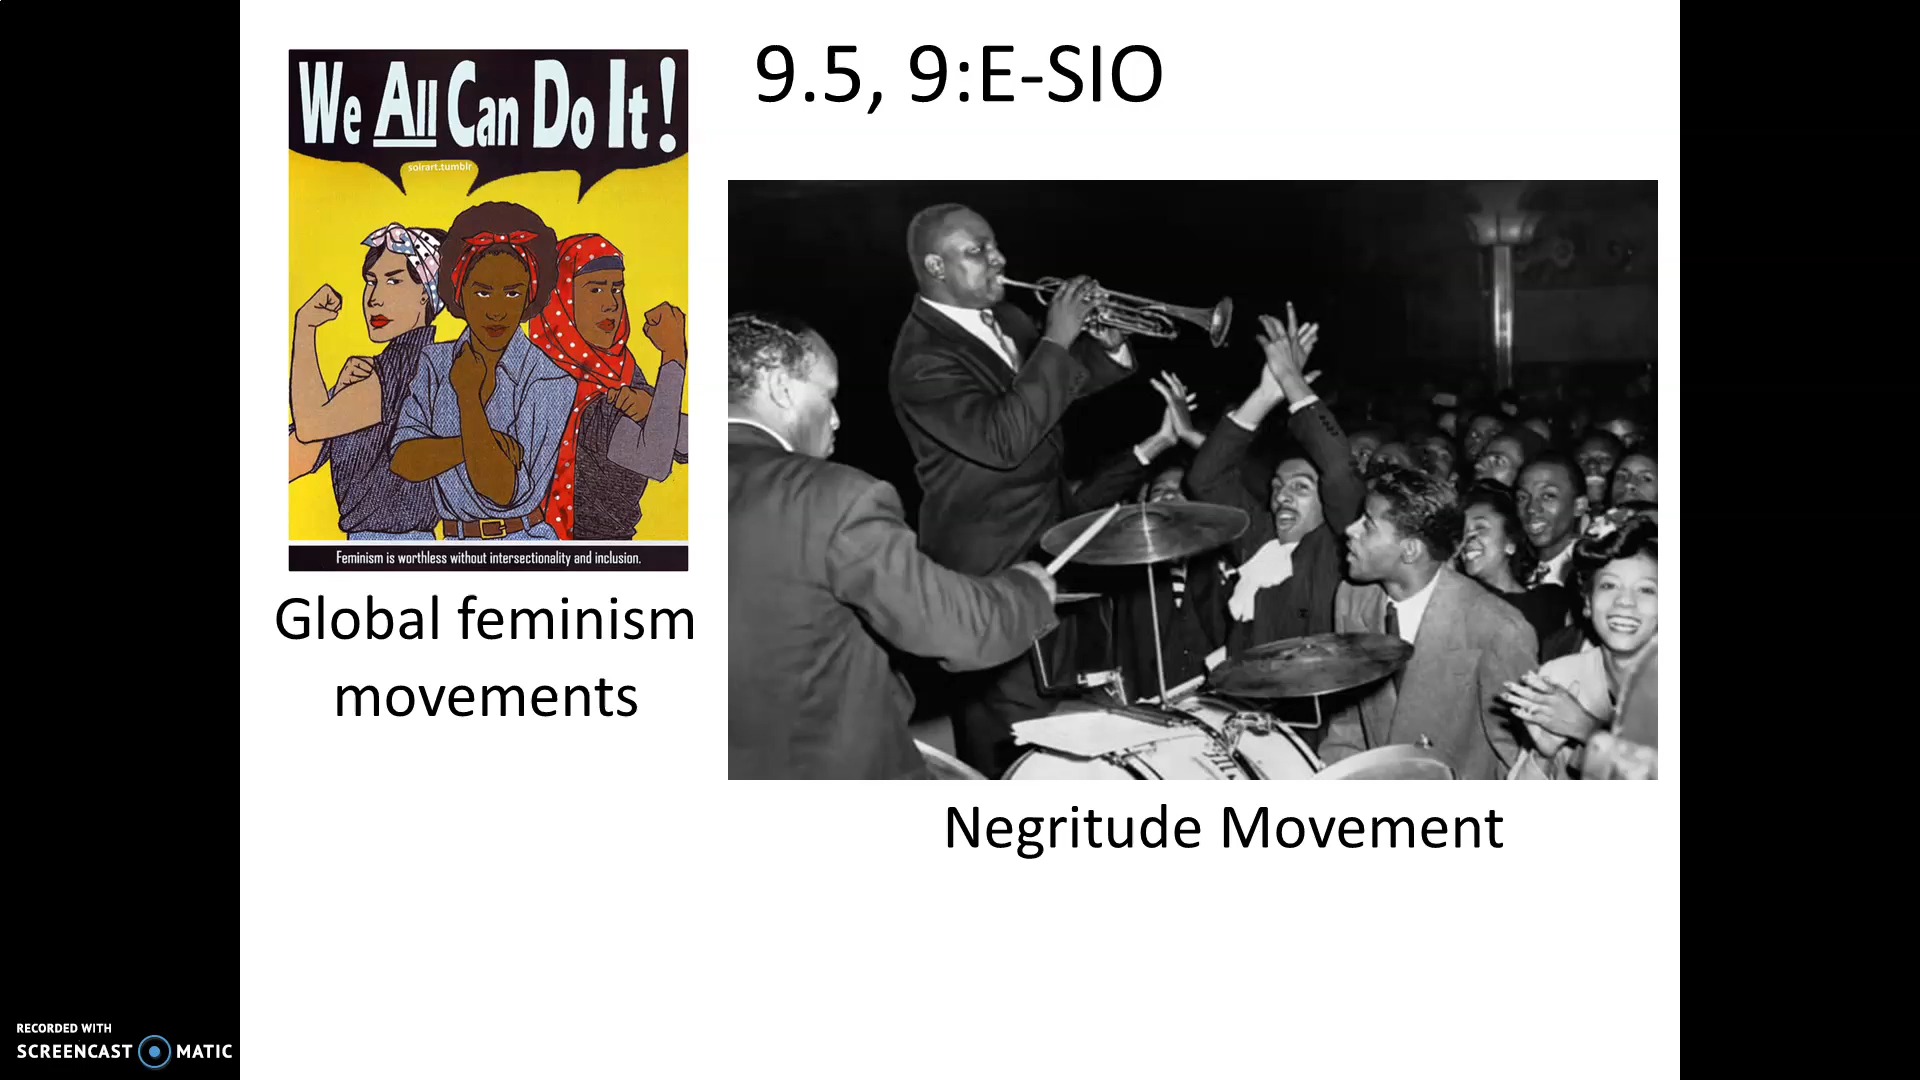 9.5, 9:E-SIO
We All Can Do It!
soirart.tumblr
Feminism is worthless without intersectionality and inclusion.
Global feminism
movements
Negritude Movement
RECORDED WITH
SCREENCAST MATIC